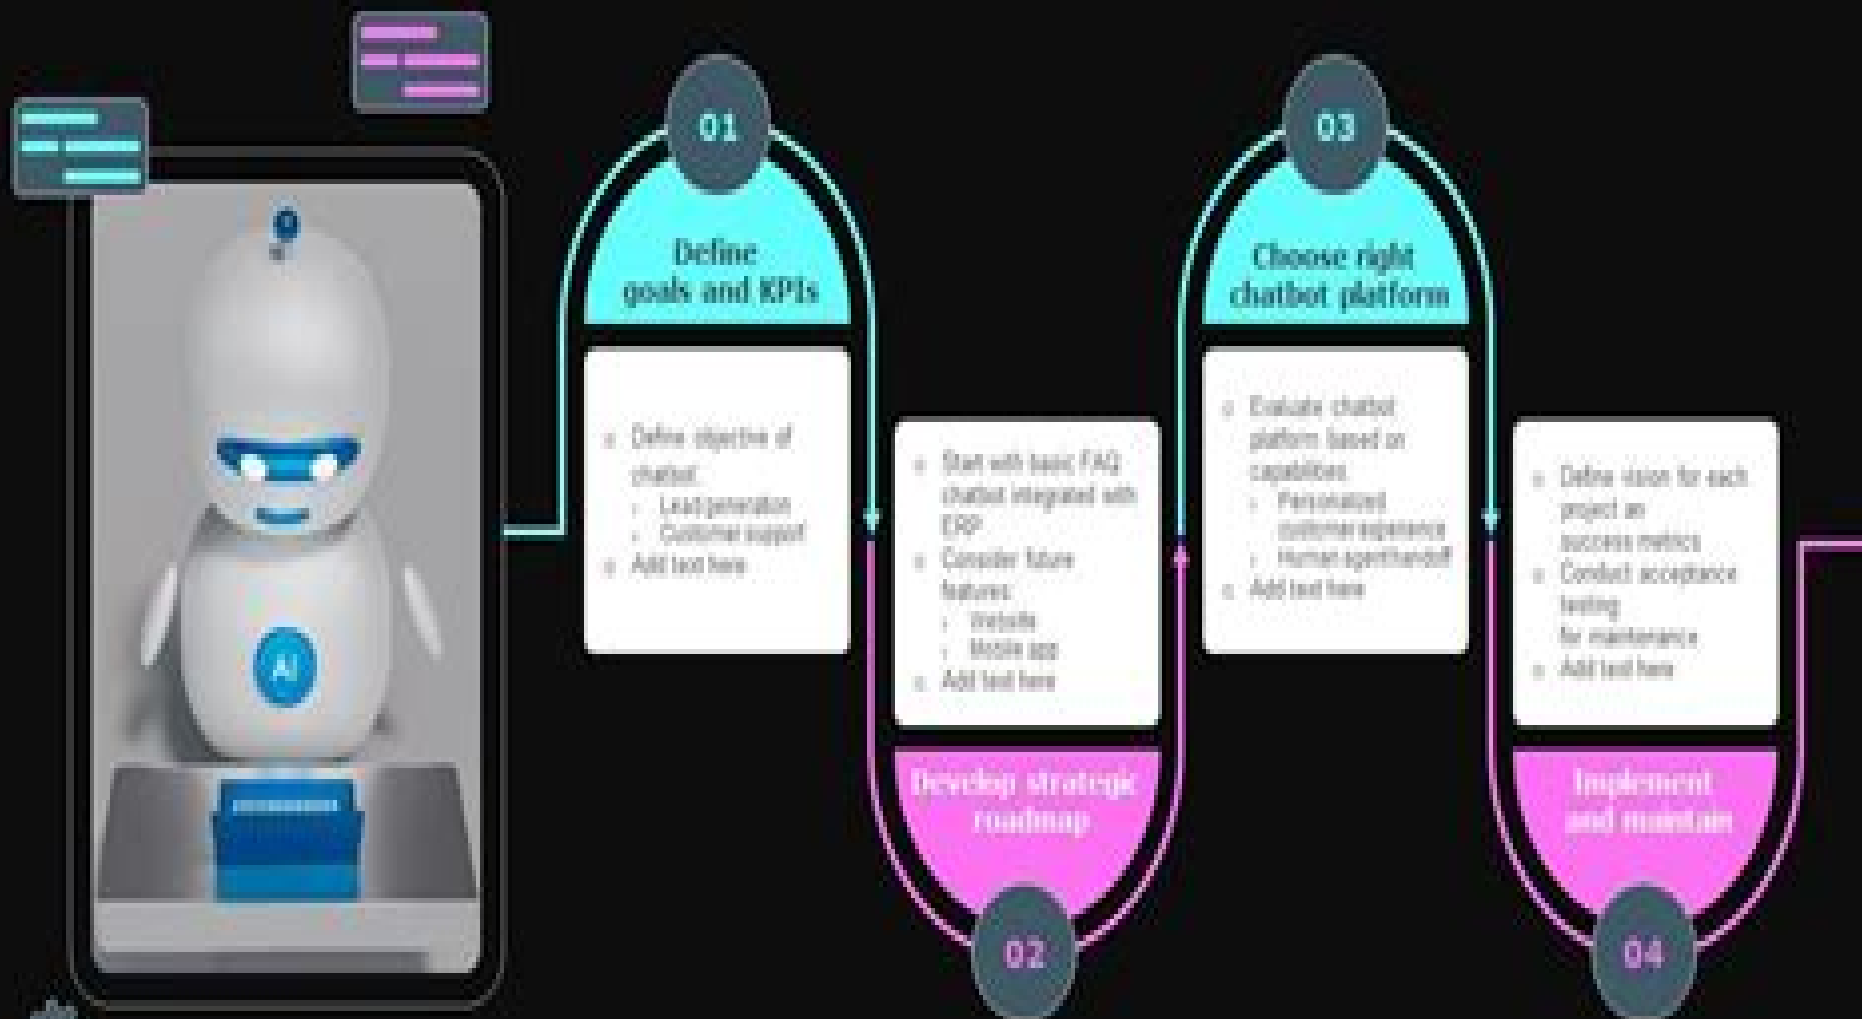 AI
01
Define
goals and KPIs
Define objective of
chatbot
Lead generation
Customer support
Add text here
Start with basic FAQ
chatbot integrated with
ERP
Consider future
features
Website
Mobile app
Add text here
Develop strategic
roadmap
02
03
Choose right
chatbot platform
Evaluate chatbot
platform based on
capabilities
Personalized
customer experience
Human agent handoff
Add text here
Define vision for each
project an
success metrics
Conduct acceptance
testing
for maintenance
Add text here
Implement
and maintain
04